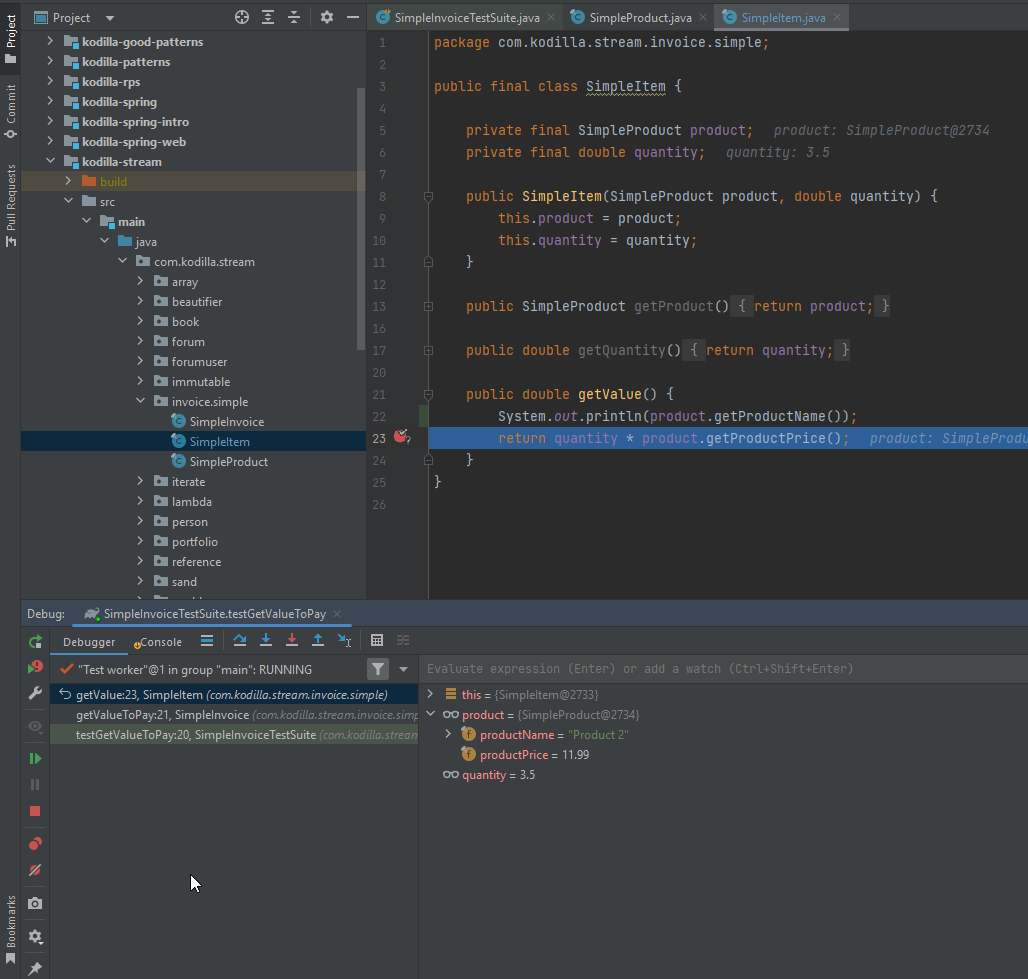 Project
Commit
Pull Requests
Bookmarks
Project
kodilla-good-patterns
kodilla-patterns
kodilla-rps
kodilla-spring
kodilla-spring-intro
kodilla-spring-web
kodilla-stream
build
src
main
java
com.kodilla.stream
array
beautifier
book
forum
forumuser
immutable
invoice.simple
SimpleInvoice
SimpleItem
SimpleProduct
iterate
lambda
person
portfolio
reference
sand
SimpleInvoiceTestSuite.java
SimpleProduct.java
SimpleItem.java
1 package com.kodilla.stream.invoice.simple;
2
3 public final class SimpleItem {
4
5 private final SimpleProduct product; product: SimpleProduct@2734
6 private final double quantity; quantity: 3.5
7
8 public SimpleItem(SimpleProduct product, double quantity) {
9 this.product = product;
10 this.quantity = quantity;
11 }
12
13 public SimpleProduct getProduct() { return product; }
16
17 public double getQuantity() { return quantity; }
20
21 public double getValue() {
22 System.out.println(product.getProductName());
23 return quantity * product.getProductPrice(); product: SimpleProdu
24 }
25 }
26
Debug:
SimpleInvoiceTestSuite.testGetValueToPay
Debugger
Console
"Test worker"@1 in group "main": RUNNING
getValue:23, SimpleItem (com.kodilla.stream.invoice.simple)
getValueToPay:21, SimpleInvoice (com.kodilla.stream.invoice.simp
testGetValueToPay:20, SimpleInvoiceTestSuite (com.kodilla.stream
Evaluate expression (Enter) or add a watch (Ctrl+Shift+Enter)
this = {SimpleItem@2733}
product = {SimpleProduct@2734}
productName = "Product 2"
productPrice = 11.99
quantity = 3.5